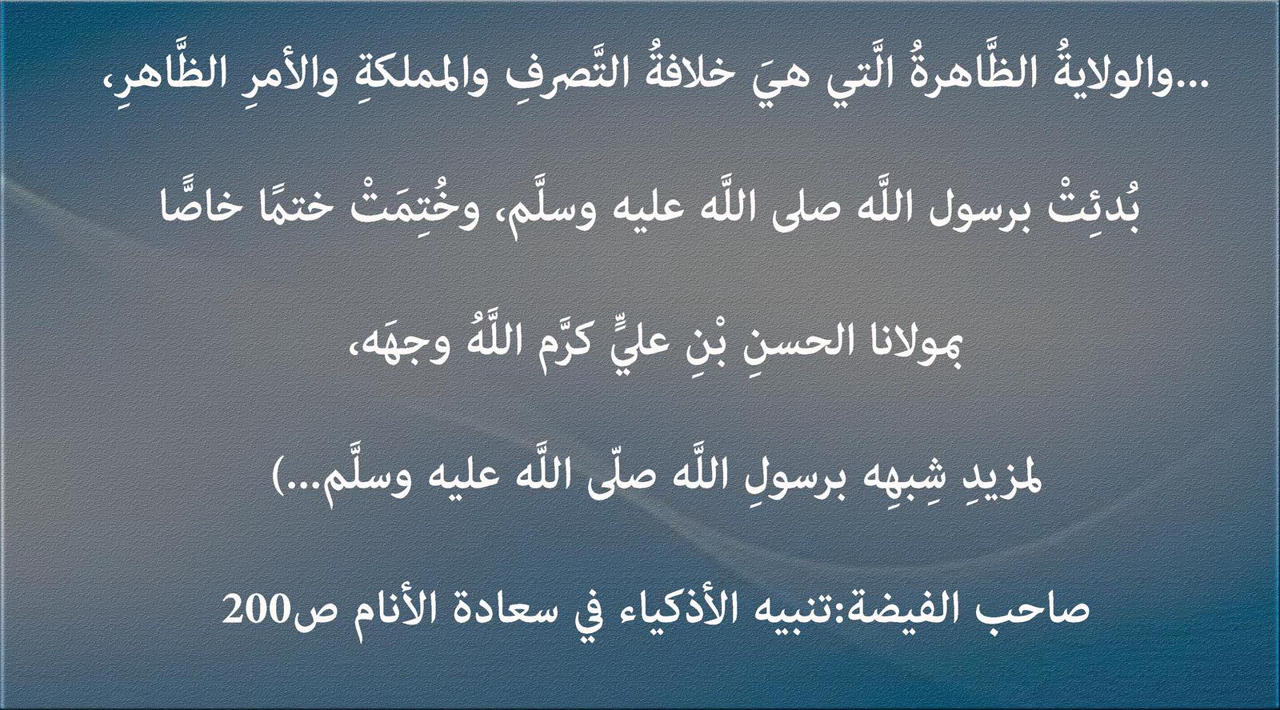 ...والولايةُ الظَّاهرةُ الَّتي هيَ خلافةُ التَّصرفِ والمملكةِ والأمرِ الظَّاهرِ،
بُدئِتْ برسول اللَّه صلى اللَّه عليه وسلَّم، وخُتِمَتْ ختمًا خاصًّا
بمولانا الحسنِ بْنِ عليٍّ كرَّم اللَّهُ وجهَه،
لمزيدِ شِبهِه برسولِ اللَّه صلّى اللَّه عليه وسلَّم...)
صاحب الفيضة:تنبيه الأذكياء في سعادة الأنام ص200